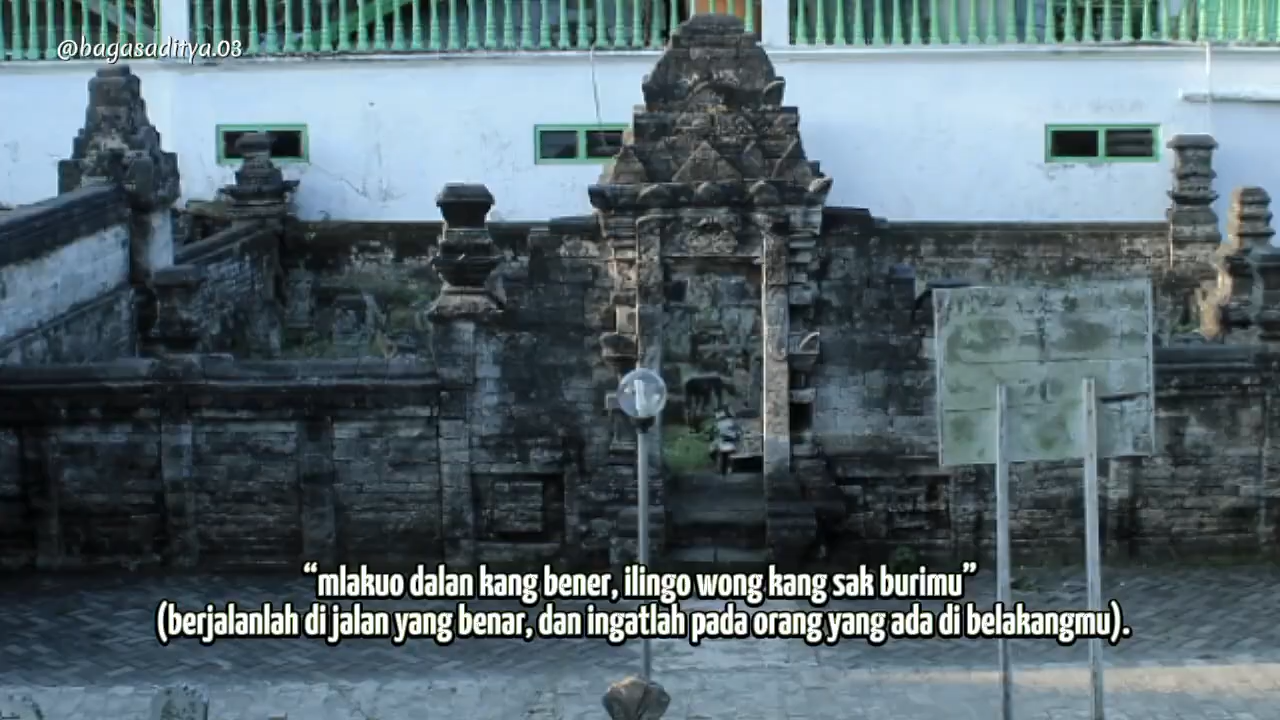 @bagasaditya.03
“mlakuo dalan kang bener, ilingo wong kang sak burimu”
(berjalanlah di jalan yang benar, dan ingatlah pada orang yang ada di belakangmu).